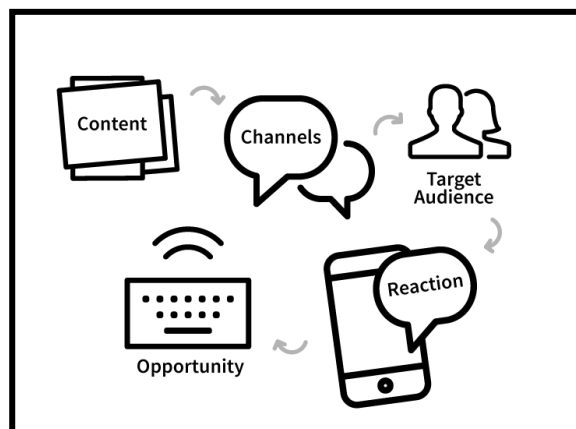 Content
Channels
Target
Audience
Reaction
Opportunity